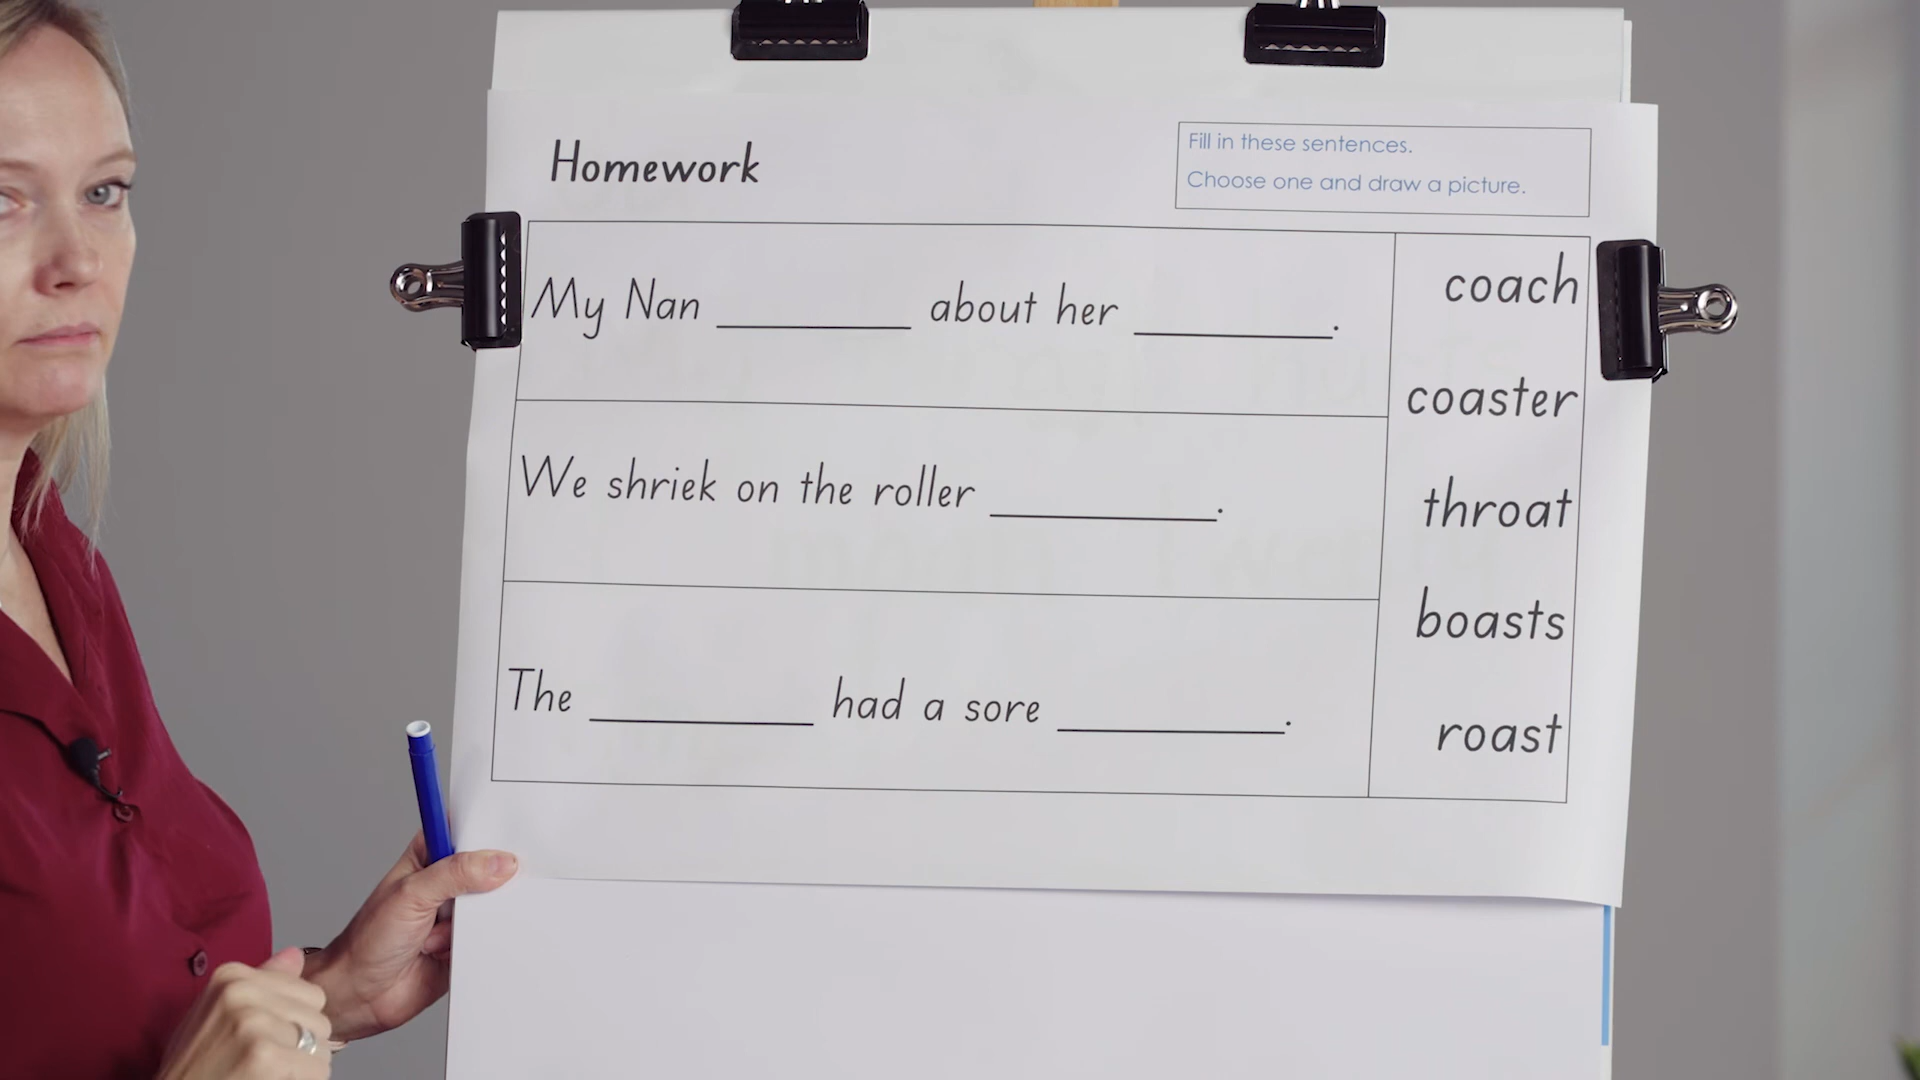 Homework
Fill in these sentences.
Choose one and draw a picture.
My Nan ________ about her ________.
We shriek on the roller ________.
The ________ had a sore ________.
coach
coaster
throat
boasts
roast